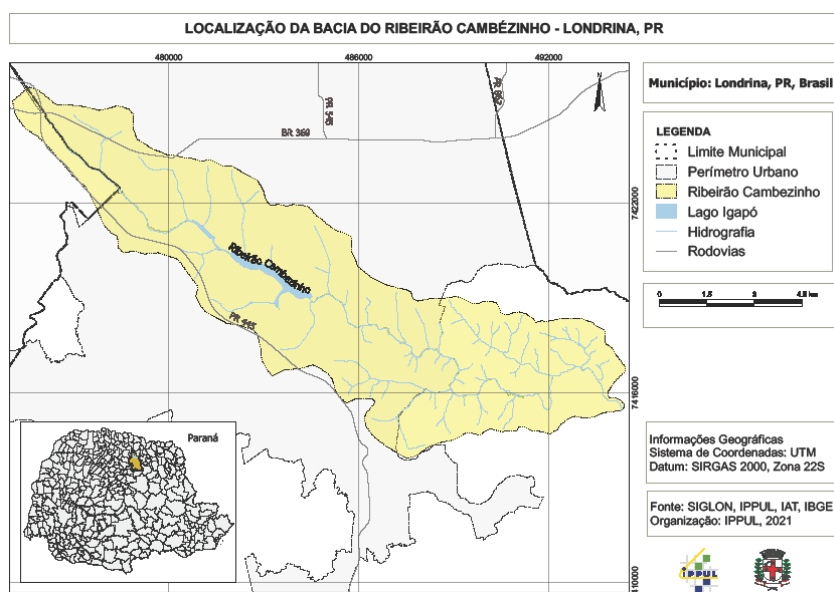 LOCALIZAÇÃO DA BACIA DO RIBEIRÃO CAMBÉZINHO - LONDRINA, PR
480000
486000
492000
Município: Londrina, PR, Brasil
N
PR 545
BR 369
LEGENDA
Limite Municipal
Perímetro Urbano
Ribeirão Cambezinho
Lago Igapó
Hidrografia
Rodovias
7422000
Ribeirão Cambezinho
0 1.5 3 4.5 km
PR 445
7416000
Paraná
Informações Geográficas
Sistema de Coordenadas: UTM
Datum: SIRGAS 2000, Zona 22S
Fonte: SIGLON, IPPUL, IAT, IBGE
Organização: IPPUL, 2021
IPPUL